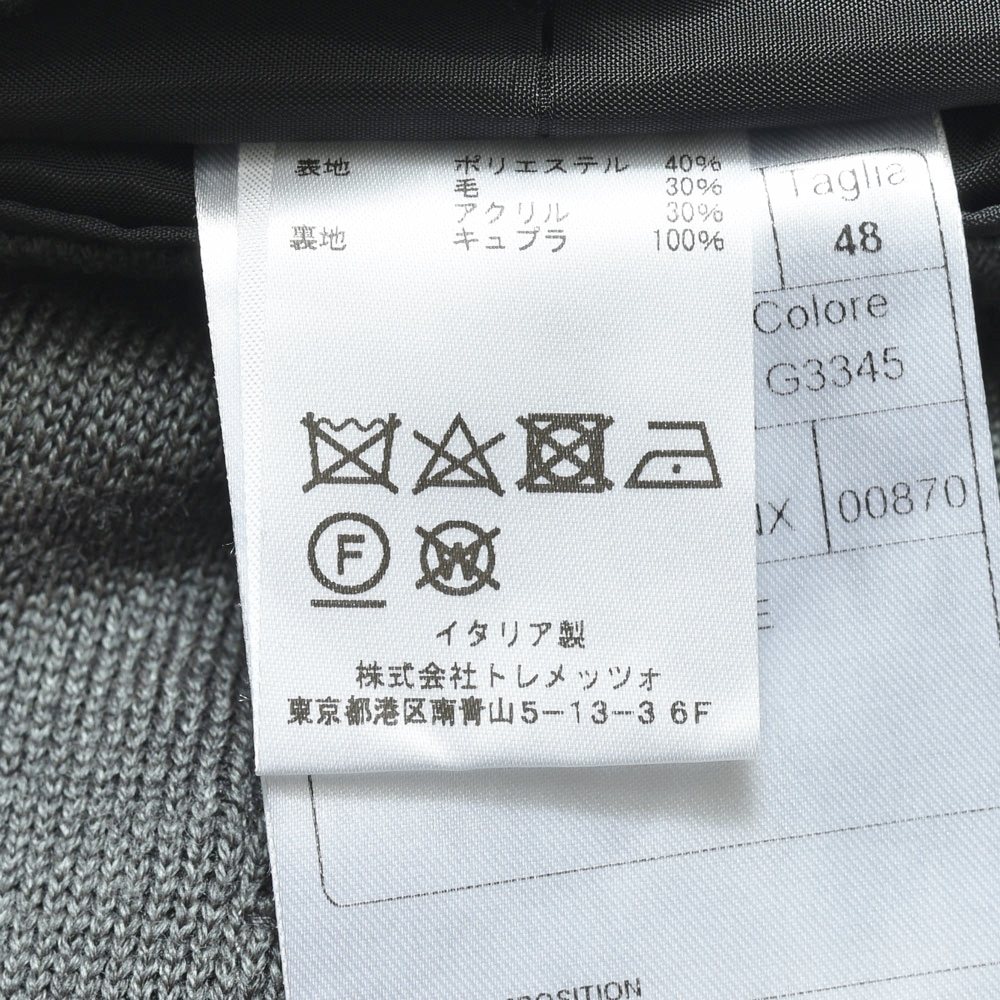 表地 ポリエステル 40%
毛 30%
アクリル 30%
裏地 キュプラ 100%
F
W
イタリア製
株式会社トレメッツォ
東京都港区南青山5-13-3 6F
Taglia
48
Colore
G3345
00870